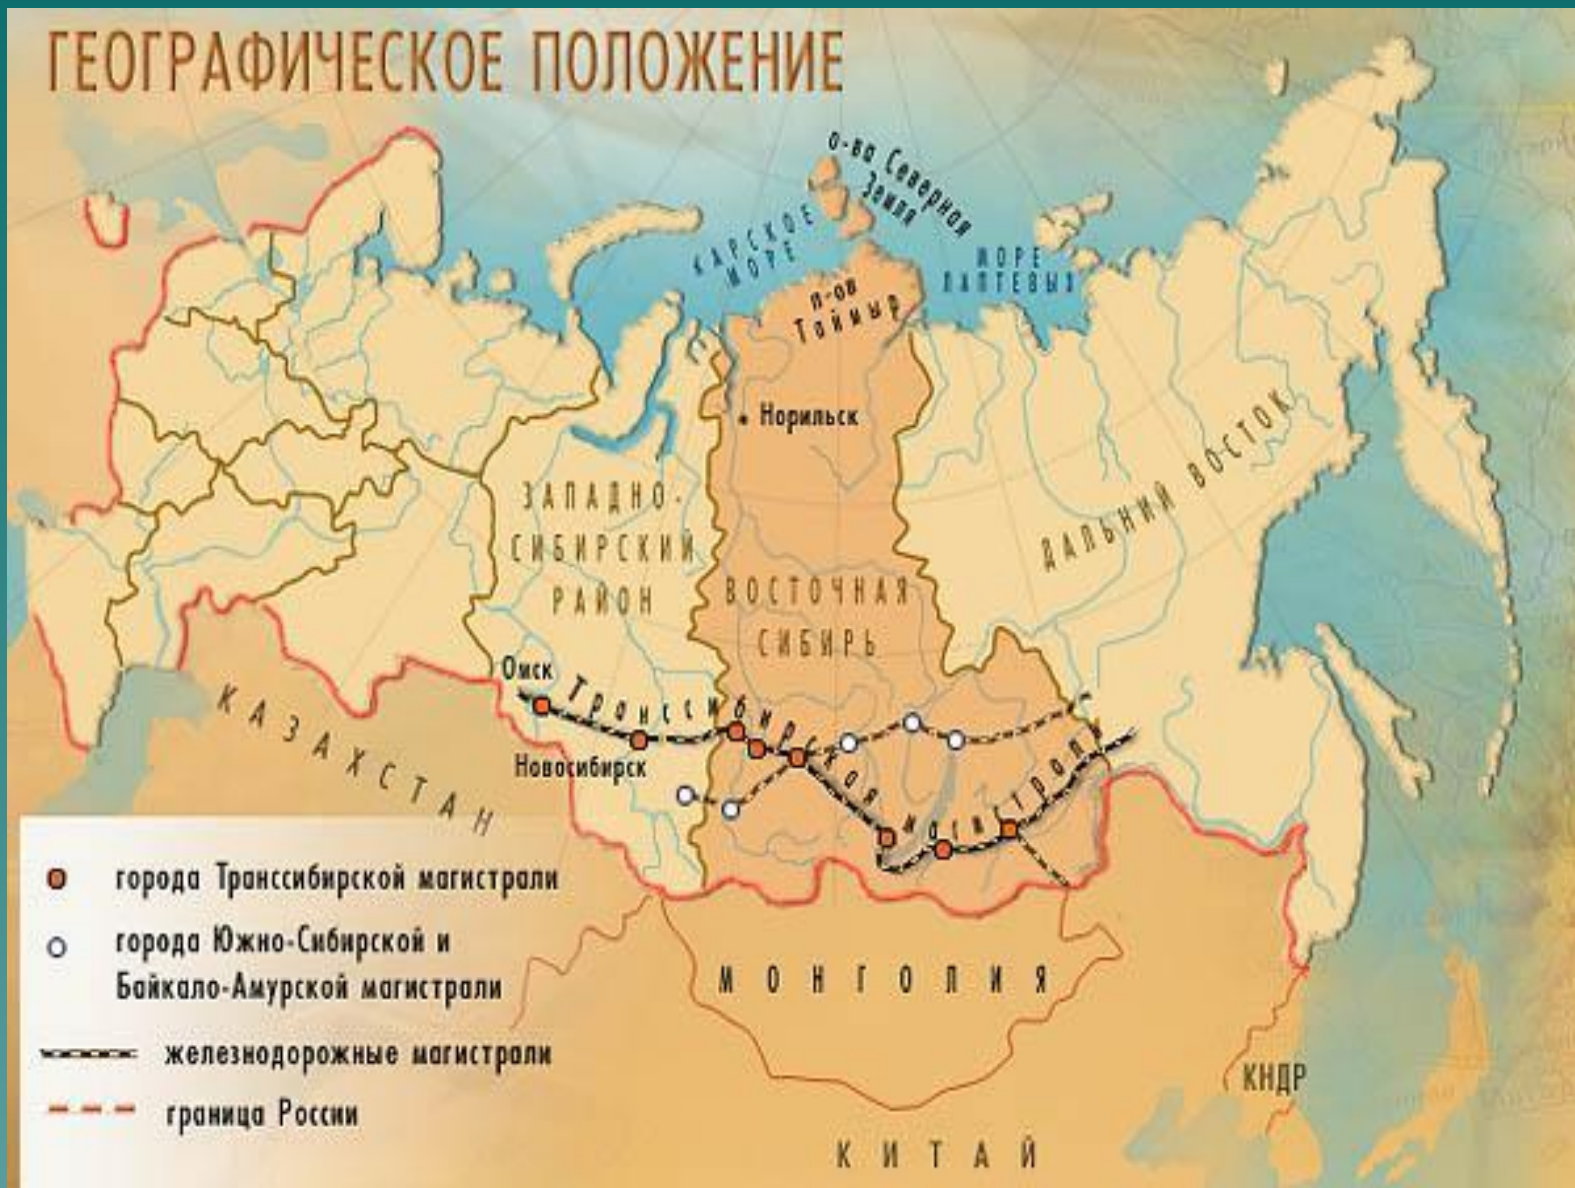 ГЕОГРАФИЧЕСКОЕ ПОЛОЖЕНИЕ
о-ва Северная
Земля
КАРСКОЕ
МОРЕ
МОРЕ
ЛАПТЕВЫХ
п-ов
Таймыр
Норильск
ЗАПАДНО-
СИБИРСКИЙ
РАЙОН
ВОСТОЧНАЯ
СИБИРЬ
ДАЛЬНИЙ ВОСТОК
Омск
Транссибирская магистраль
Новосибирск
КАЗАХСТАН
города Транссибирской магистрали
города Южно-Сибирской и
Байкало-Амурской магистрали
железнодорожные магистрали
граница России
МОНГОЛИЯ
КНДР
КИТАЙ